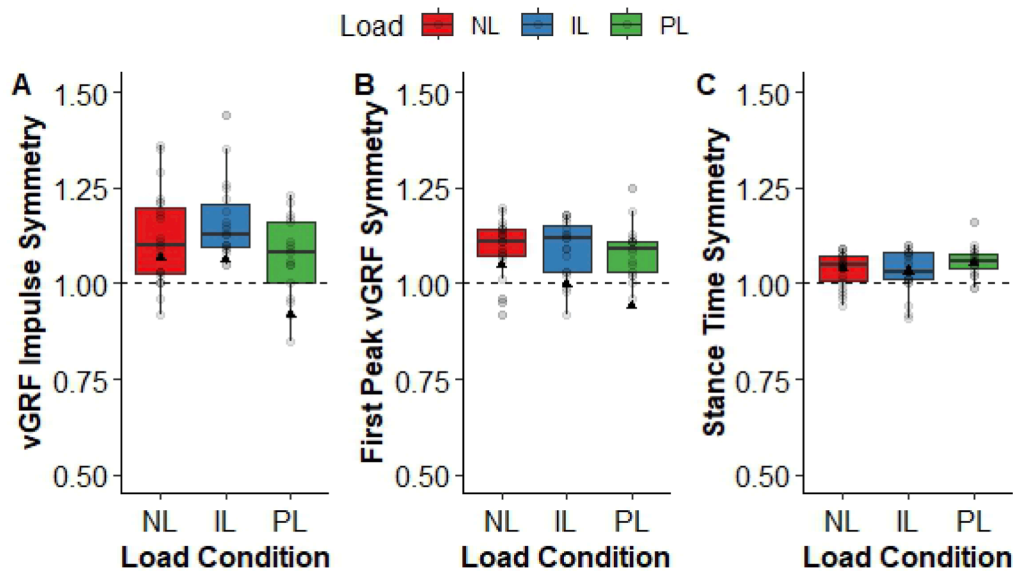 Load NL IL PL
A
vGRF Impulse Symmetry
1.50
1.25
1.00
0.75
0.50
NL IL PL
Load Condition
B
First Peak vGRF Symmetry
1.50
1.25
1.00
0.75
0.50
NL IL PL
Load Condition
C
Stance Time Symmetry
1.50
1.25
1.00
0.75
0.50
NL IL PL
Load Condition